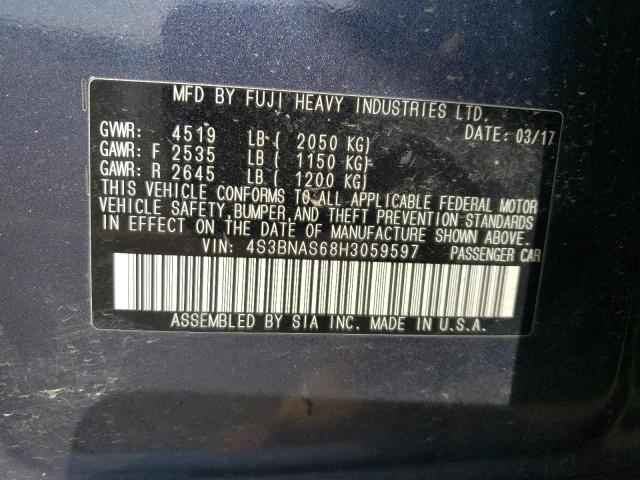 MFD BY FUJI HEAVY INDUSTRIES LTD.
GVWR: 4519 LB ( 2050 KG) DATE: 03/17
GAWR: F 2535 LB ( 1150 KG)
GAWR: R 2645 LB ( 1200 KG)
THIS VEHICLE CONFORMS TO ALL APPLICABLE FEDERAL MOTOR
VEHICLE SAFETY, BUMPER, AND THEFT PREVENTION STANDARDS
IN EFFECT ON THE DATE OF MANUFACTURE SHOWN ABOVE.
VIN: 4S3BNAS68H3059597 PASSENGER CAR
ASSEMBLED BY SIA INC. MADE IN U.S.A.